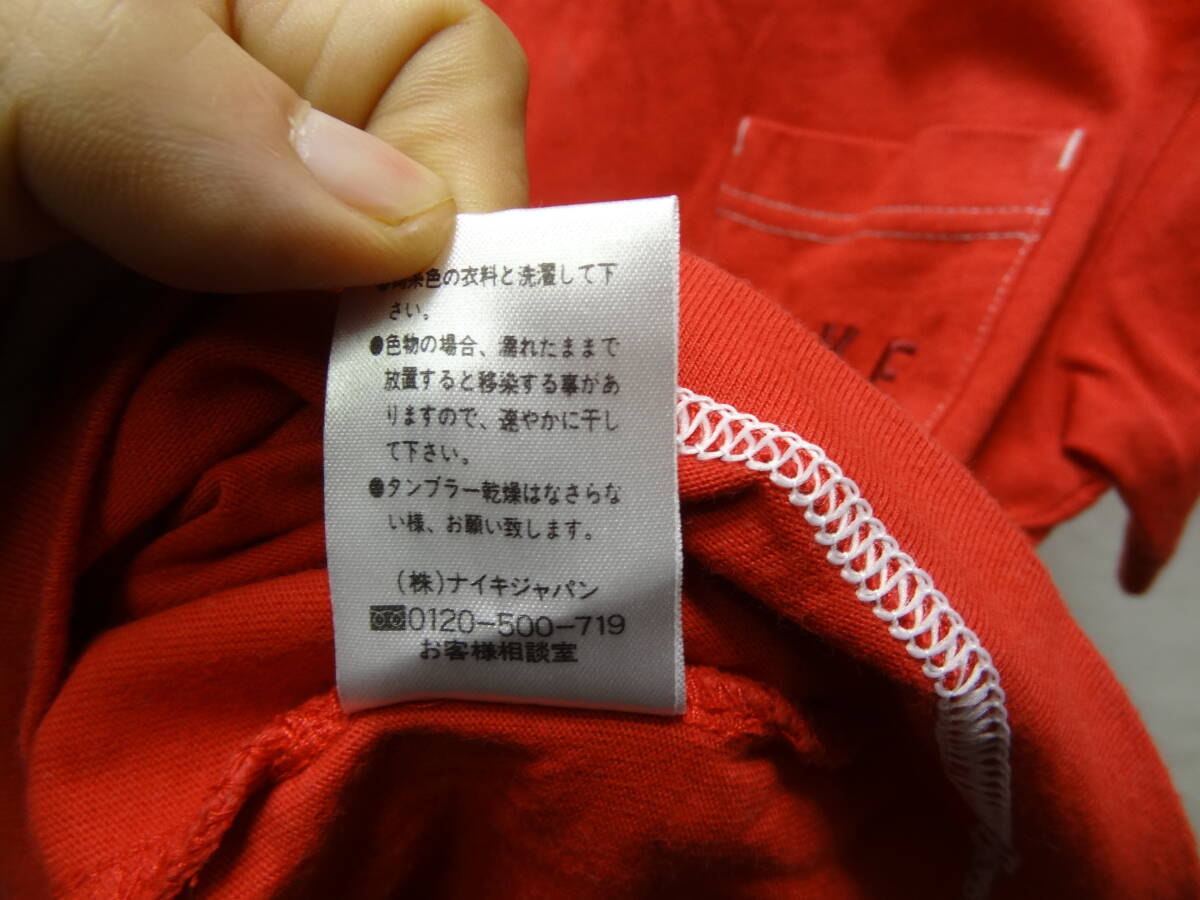 色の衣料と洗濯して下
さい。
●色物の場合、濡れたままで
放置すると移染する事があ
りますので、速やかに干し
て下さい。
●タンブラー乾燥はなさらな
い様、お願い致します。
(株)ナイキジャパン
0120-500-719
お客様相談室